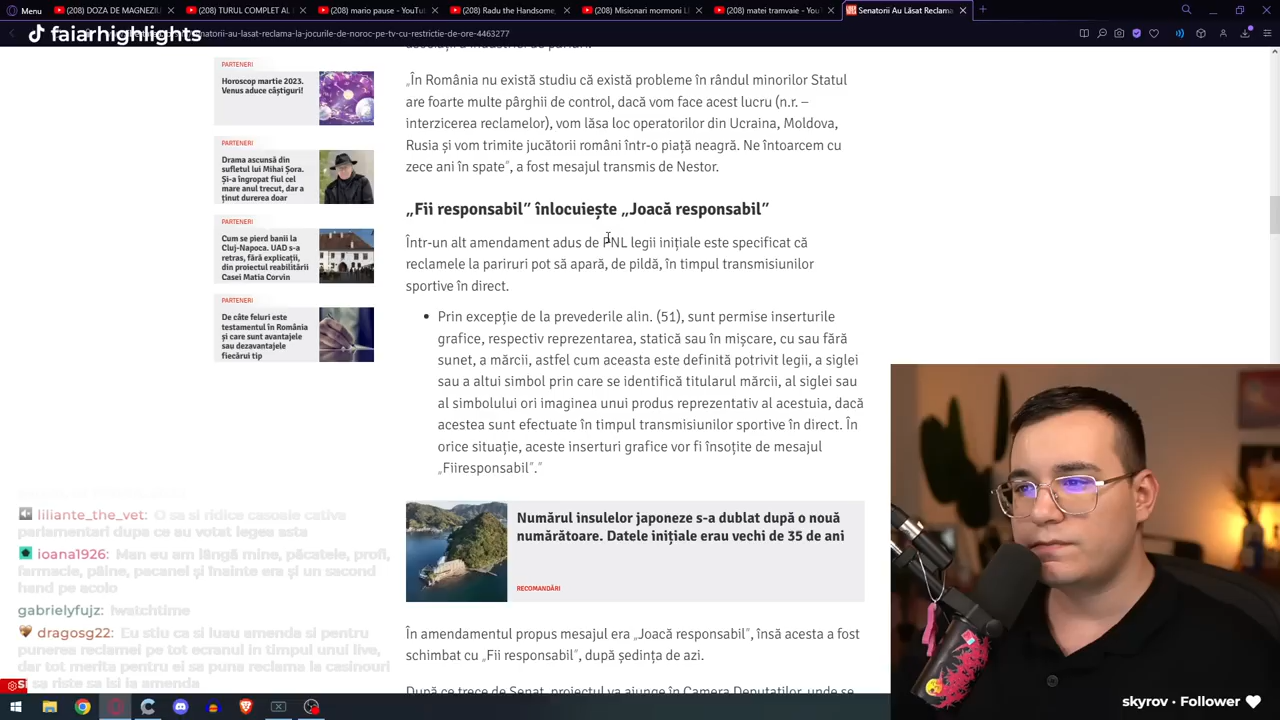 Menu
(208) DOZA DE MAGNEZIU
(208) TURUL COMPLET AL
(208) mario pause - YouTu
(208) Radu the Handsome,
(208) Misiunea Morromi
(208) Matei tramvaie - You
Senatorii Au Lăsat Reclam
faiarhighlights
natorii-au-lasat-reclama-la-jocurile-de-noroc-pe-tv-cu-restrictie-de-ore-4463277
PARTENERI
Horoscop martie 2023.
Venus aduce câștiguri!
PARTENERI
Drama ascunsă din
sufletul lui Mihai Șora.
Și-a îngropat fiul cel
mare anul trecut, dar a
ținut durerea doar
PARTENERI
Cum se pierd banii la
Cluj-Napoca. UAD s-a
retras, fără explicații,
din proiectul reabilitării
Casei Matia Corvin
PARTENERI
De câte feluri este
testamentul în România
și care sunt avantajele
sau dezavantajele
fiecărui tip
„În România nu există studiu că există probleme în rândul minorilor Statul
are foarte multe pârghii de control, dacă vom face acest lucru (n.r. –
interzicerea reclamelor), vom lăsa loc operatorilor din Ucraina, Moldova,
Rusia și vom trimite jucătorii români într-o piață neagră. Ne întoarcem cu
zece ani în spate”, a fost mesajul transmis de Nestor.
„Fii responsabil” înlocuiește „Joacă responsabil”
Într-un alt amendament adus de PNL legii inițiale este specificat că
reclamele la pariruri pot să apară, de pildă, în timpul transmisiunilor
sportive în direct.
Prin excepție de la prevederile alin. (51), sunt permise inserturile
grafice, respectiv reprezentarea, statică sau în mișcare, cu sau fără
sunet, a mărcii, astfel cum aceasta este definită potrivit legii, a siglei
sau a altui simbol prin care se identifică titularul mărcii, al siglei sau
al simbolului ori imaginea unui produs reprezentativ al acestuia, dacă
acestea sunt efectuate în timpul transmisiunilor sportive în direct. În
orice situație, aceste inserturi grafice vor fi însoțite de mesajul
„Fiiresponsabil”.”
Numărul insulelor japoneze s-a dublat după o nouă
numărătoare. Datele inițiale erau vechi de 35 de ani
RECOMANDĂRI
În amendamentul propus mesajul era „Joacă responsabil”, însă acesta a fost
schimbat cu „Fii responsabil”, după ședința de azi.
După ce trece de Senat, proiectul va ajunge în Camera Deputaților, unde se
liliante_the_vet: O sa si ridice casoaie cativa
parlamentari dupa ce au votat legea asta
ioana1926: Man eu am lângă mine, păcatele, profi,
farmacie, pâine, pacanei și înainte era și un second
hand pe acolo
gabrielyfujz: !watchtime
dragosg22: Eu stiu ca si luau amenda si pentru
punerea reclamei pe tot ecranul in timpul unui live,
dar tot merita pentru ei sa puna reclama la casinouri
si sa riste sa isi la amenda
skyrov · Follower